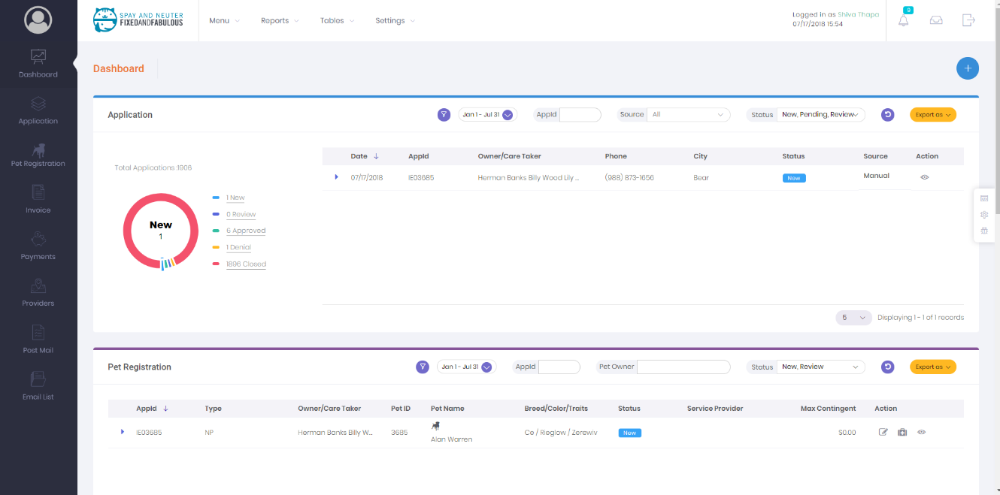 SPAY AND NEUTER
FIXEDANDFABULOUS
Menu
Reports
Tables
Settings
Logged in as Shiva Thapa
07/17/2018 15:54
9
Dashboard
Application
Pet Registration
Invoice
Payments
Providers
Post Mail
Email List
Dashboard
+
Application
Jan 1 - Jul 31
AppId
Source All
Status New, Pending, Review
Export as
Total Applications :1906
New
1
1 New
0 Review
6 Approved
1 Denial
1896 Closed
Date AppId Owner/Care Taker Phone City Status Source Action
07/17/2018 IE03685 Herman Banks Billy Wood Lily ... (988) 873-1656 Bear New Manual
5 Displaying 1 - 1 of 1 records
Pet Registration
Jan 1 - Jul 31
AppId
Pet Owner
Status New, Review
Export as
AppId Type Owner/Care Taker Pet ID Pet Name Breed/Color/Traits Status Service Provider Max Contingent Action
IE03685 NP Herman Banks Billy W... 3685 Alan Warren Ce / Rieglow / Zerewiv New $0.00